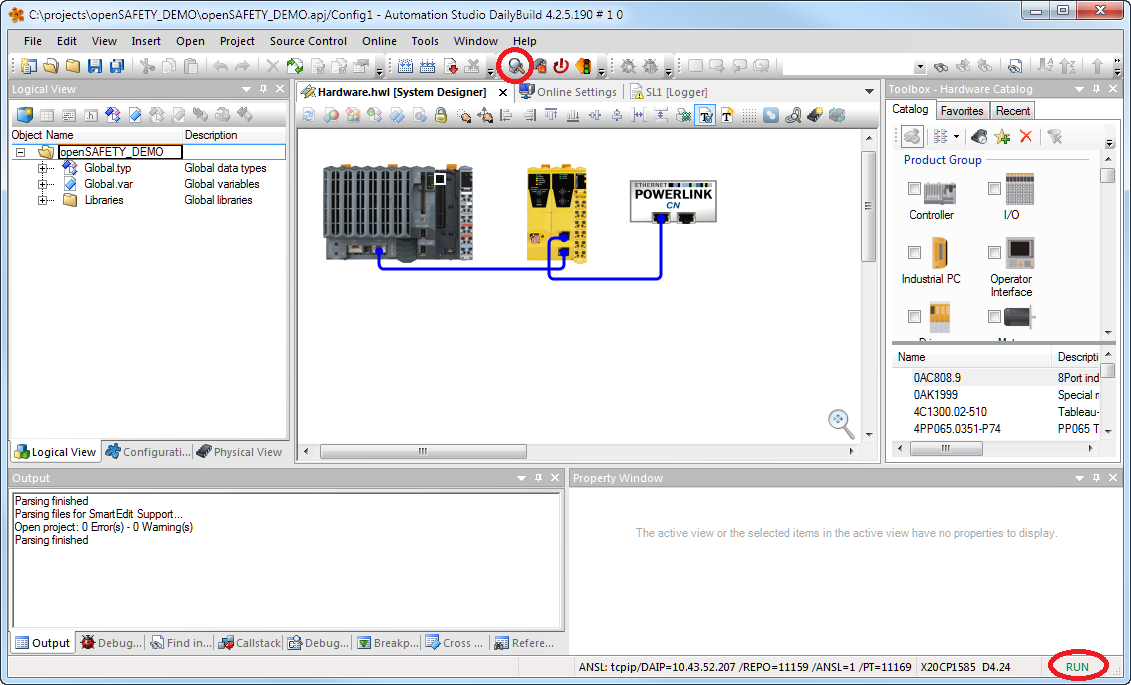 C:\projects\openSAFETY_DEMO\openSAFETY_DEMO.apj/Config1 - Automation Studio DailyBuild 4.2.5.190 # 1 0
File Edit View Insert Open Project Source Control Online Tools Window Help
Logical View
Object Name Description
openSAFETY_DEMO
Global.typ Global data types
Global.var Global variables
Libraries Global libraries
Logical View Configurati... Physical View
Hardware.hwl [System Designer] Online Settings SL1 [Logger]
ETHERNET
POWERLINK
CN
Toolbox - Hardware Catalog
Catalog Favorites Recent
Product Group
Controller I/O
Industrial PC Operator
Interface
Name Descripti
0AC808.9 8Port ind
0AK1999 Special m
4C1300.02-510 Tableau-
4PP065.0351-P74 PP065 T
Output
Parsing finished
Parsing files for SmartEdit Support...
Open project: 0 Error(s) - 0 Warning(s)
Parsing finished
Output Debug... Find in... Callstack Debug... Breakp... Cross ... Refere...
Property Window
The active view or the selected items in the active view have no properties to display.
ANSL: tcpip/DAIP=10.43.52.207 /REPO=11159 /ANSL=1 /PT=11169 X20CP1585 D4.24 RUN